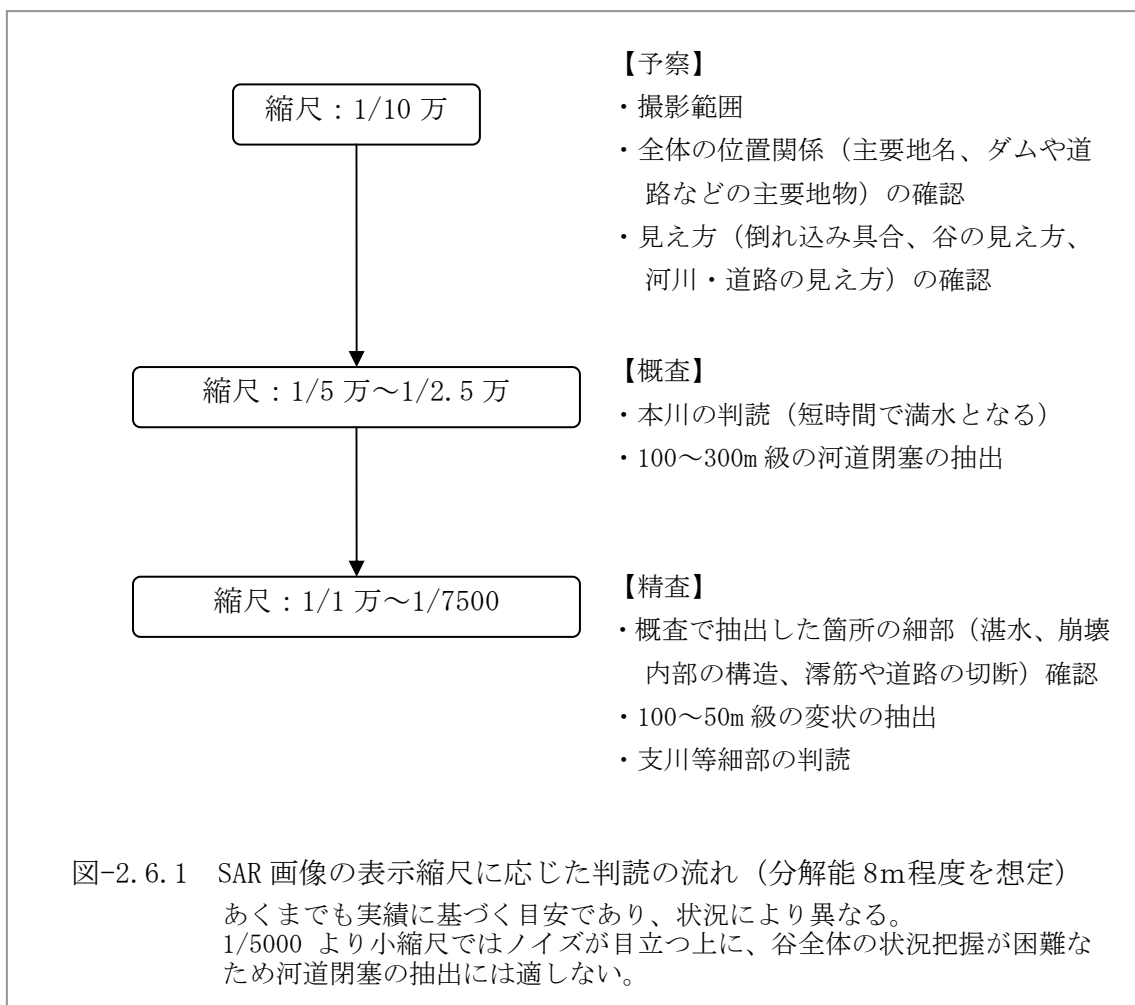 縮尺：1/10 万
【予察】
・撮影範囲
・全体の位置関係（主要地名、ダムや道
路などの主要地物）の確認
・見え方（倒れ込み具合、谷の見え方、
河川・道路の見え方）の確認
縮尺：1/5 万～1/2.5 万
【概査】
・本川の判読（短時間で満水となる）
・100～300m 級の河道閉塞の抽出
縮尺：1/1 万～1/7500
【精査】
・概査で抽出した箇所の細部（湛水、崩壊
内部の構造、澪筋や道路の切断）確認
・100～50m 級の変状の抽出
・支川等細部の判読
図-2.6.1 SAR 画像の表示縮尺に応じた判読の流れ（分解能 8ｍ程度を想定）
あくまでも実績に基づく目安であり、状況により異なる。
1/5000 より小縮尺ではノイズが目立つ上に、谷全体の状況把握が困難な
ため河道閉塞の抽出には適しない。